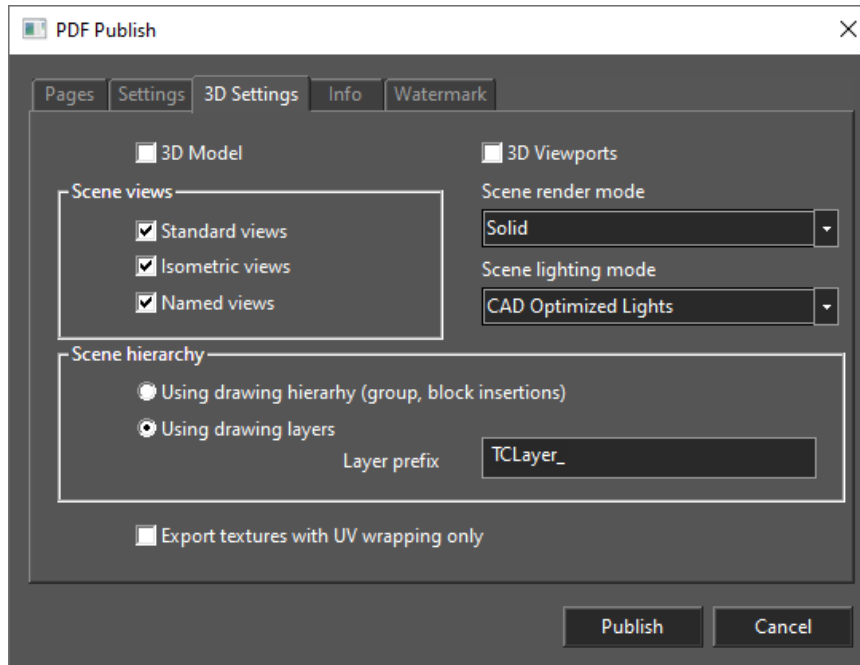 PDF Publish
Pages Settings 3D Settings Info Watermark
3D Model 3D Viewports
Scene views
Scene render mode
Standard views
Solid
Isometric views
Scene lighting mode
Named views
CAD Optimized Lights
Scene hierarchy
Using drawing hierarhy (group, block insertions)
Using drawing layers
Layer prefix TCLayer_
Export textures with UV wrapping only
Publish Cancel